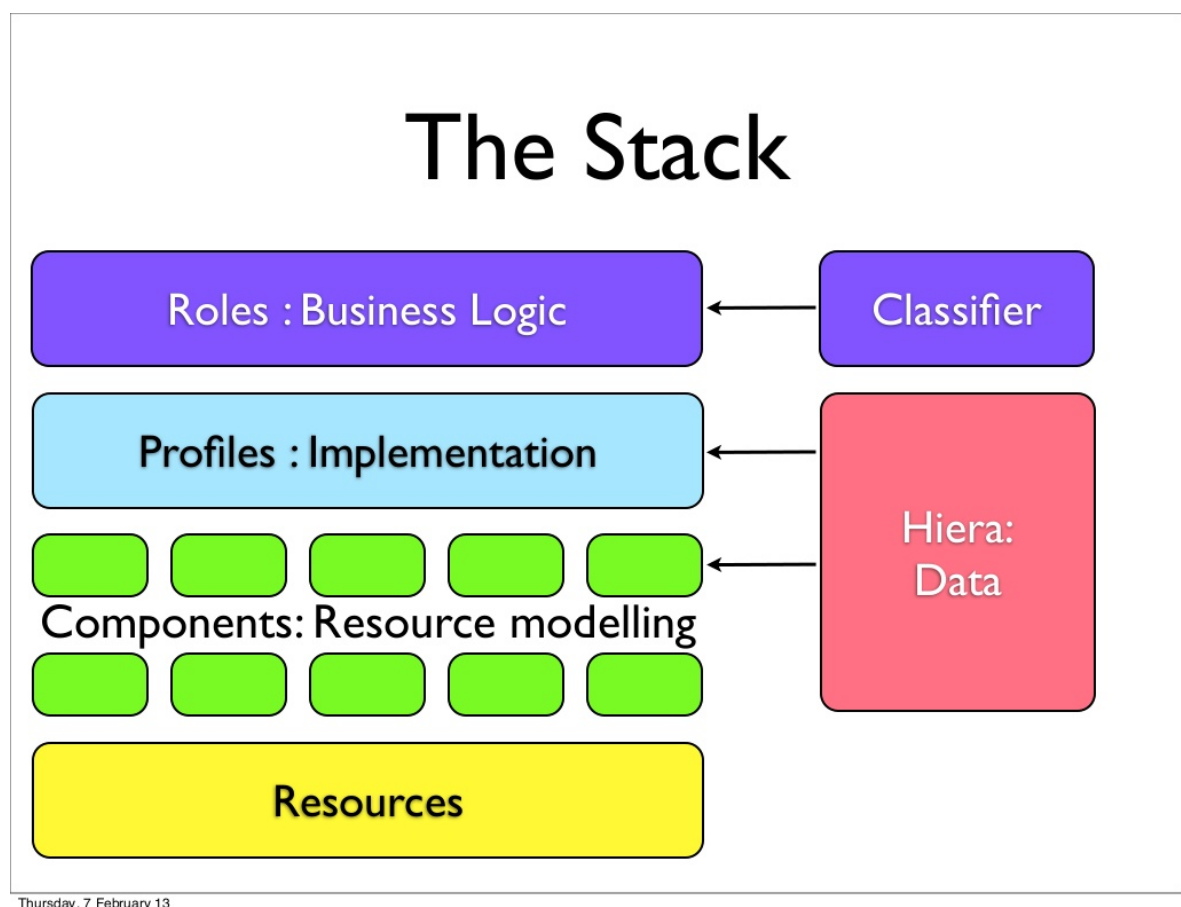 The Stack
Roles : Business Logic
Classifier
Profiles : Implementation
Hiera:
Data
Components: Resource modelling
Resources
Thursday, 7 February 13